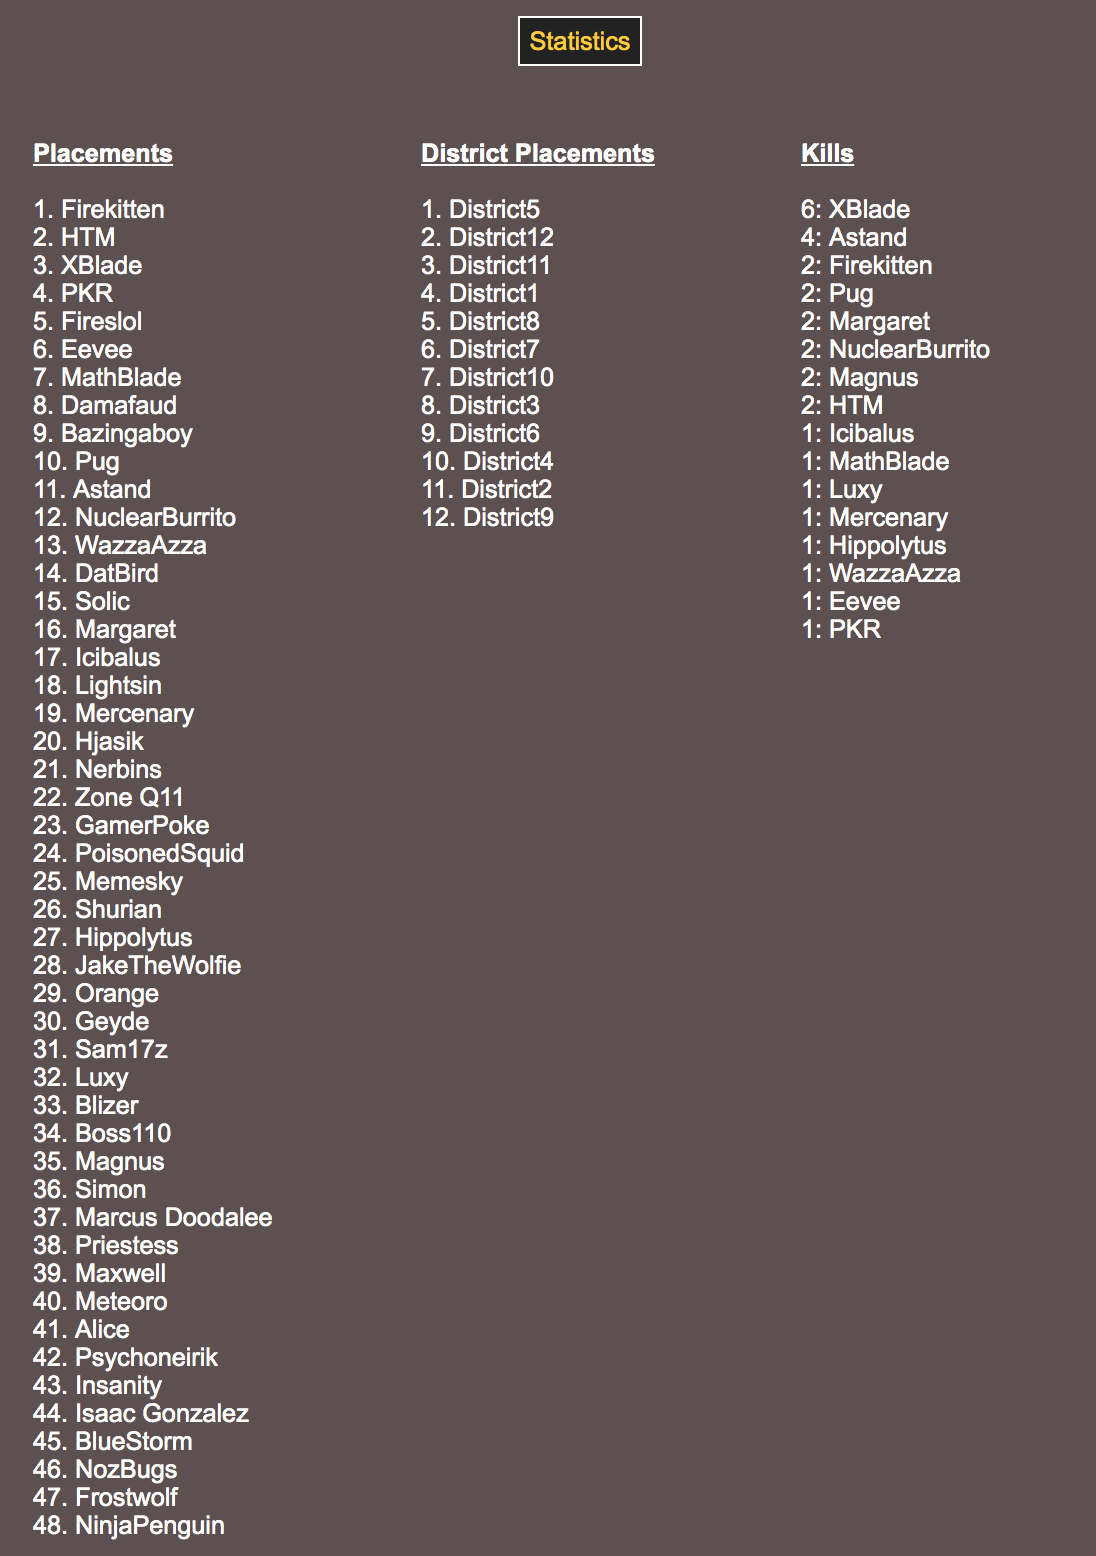 Statistics
Placements
1. Firekitten
2. HTM
3. XBlade
4. PKR
5. Fireslol
6. Eevee
7. MathBlade
8. Damafaud
9. Bazingaboy
10. Pug
11. Astand
12. NuclearBurrito
13. WazzaAzza
14. DatBird
15. Solic
16. Margaret
17. Icibalus
18. Lightsin
19. Mercenary
20. Hjasik
21. Nerbins
22. Zone Q11
23. GamerPoke
24. PoisonedSquid
25. Memesky
26. Shurian
27. Hippolytus
28. JakeTheWolfie
29. Orange
30. Geyde
31. Sam17z
32. Luxy
33. Blizer
34. Boss110
35. Magnus
36. Simon
37. Marcus Doodalee
38. Priestess
39. Maxwell
40. Meteoro
41. Alice
42. Psychoneirik
43. Insanity
44. Isaac Gonzalez
45. BlueStorm
46. NozBugs
47. Frostwolf
48. NinjaPenguin
District Placements
1. District5
2. District12
3. District11
4. District1
5. District8
6. District7
7. District10
8. District3
9. District6
10. District4
11. District2
12. District9
Kills
6: XBlade
4: Astand
2: Firekitten
2: Pug
2: Margaret
2: NuclearBurrito
2: Magnus
2: HTM
1: Icibalus
1: MathBlade
1: Luxy
1: Mercenary
1: Hippolytus
1: WazzaAzza
1: Eevee
1: PKR